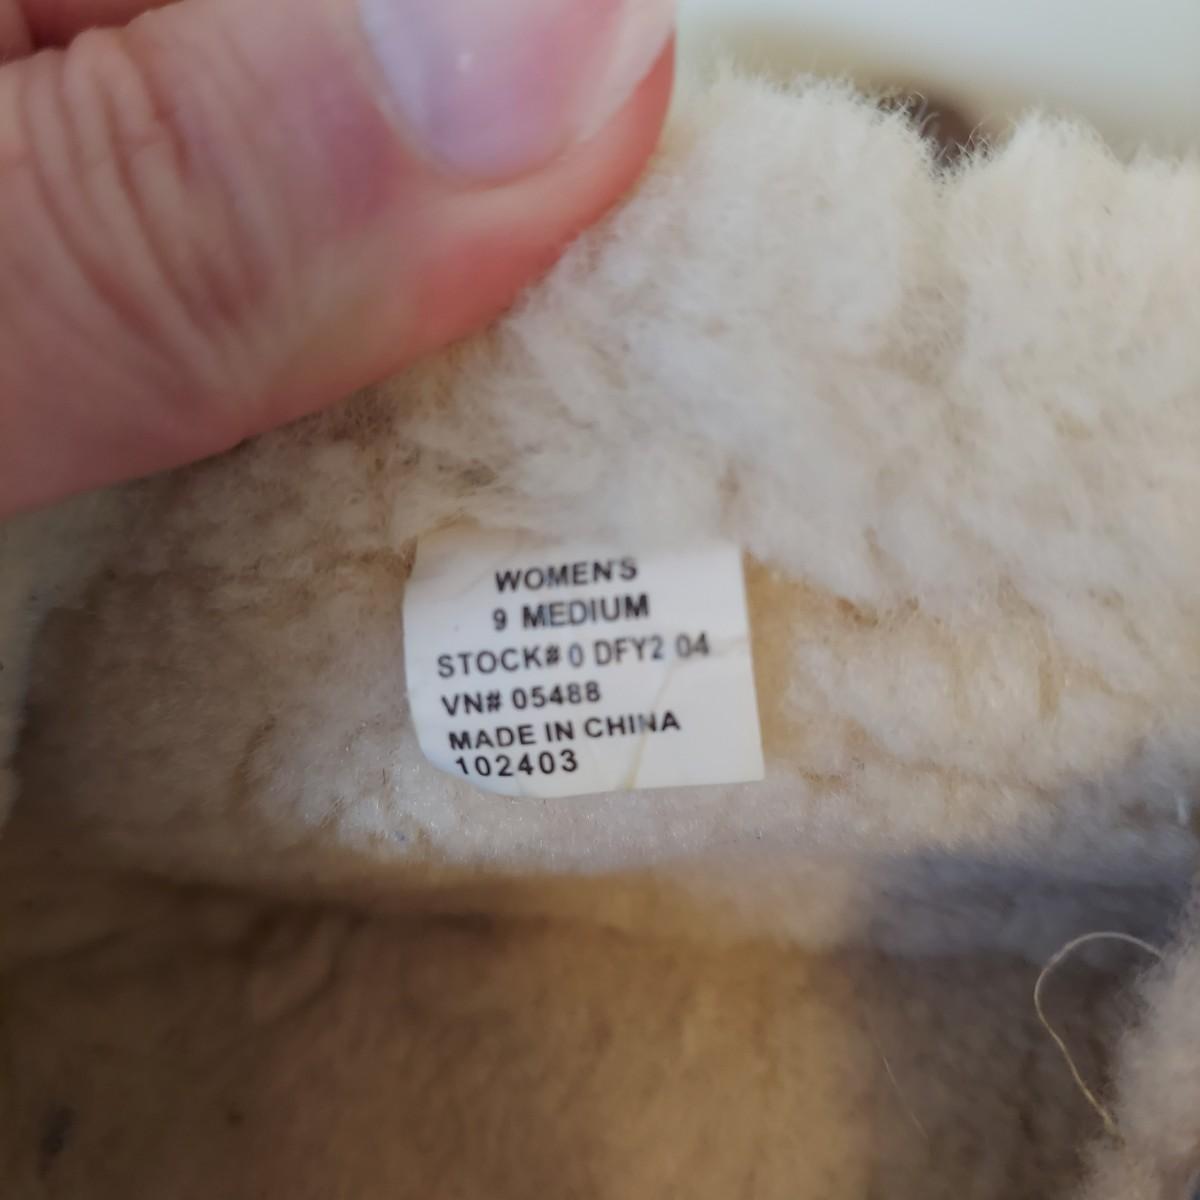 WOMEN'S
9 MEDIUM
STOCK# 0 DFY2 04
VN# 05488
MADE IN CHINA
102403